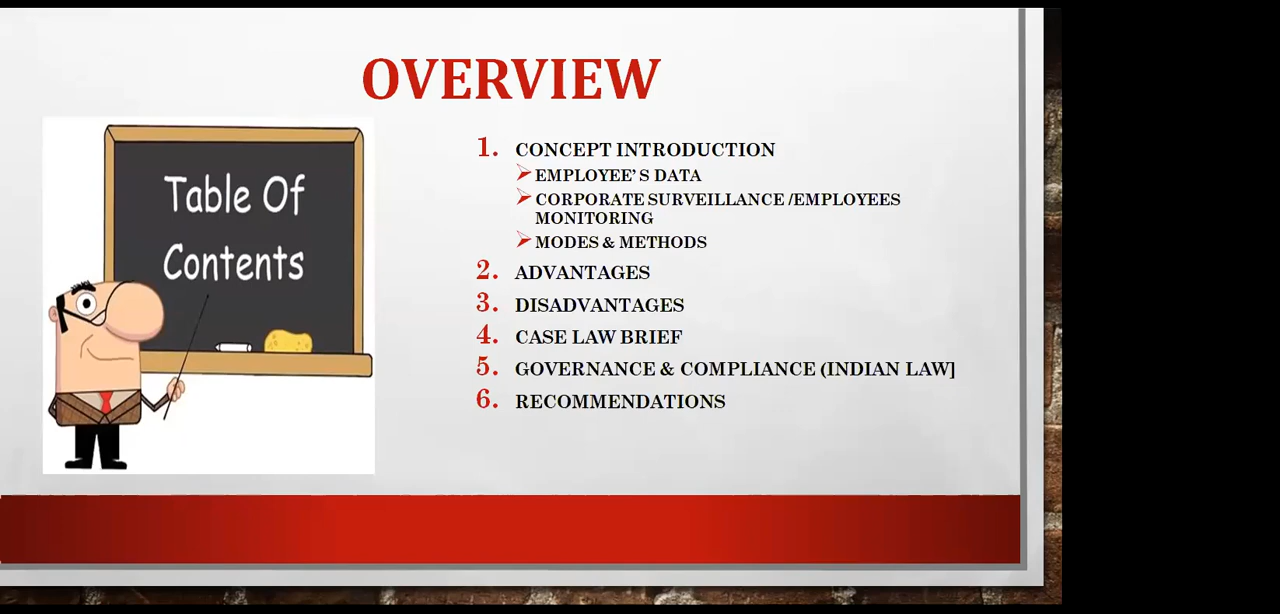 OVERVIEW
Table Of
Contents
1. CONCEPT INTRODUCTION
EMPLOYEE'S DATA
CORPORATE SURVEILLANCE /EMPLOYEES
MONITORING
MODES & METHODS
2. ADVANTAGES
3. DISADVANTAGES
4. CASE LAW BRIEF
5. GOVERNANCE & COMPLIANCE (INDIAN LAW]
6. RECOMMENDATIONS